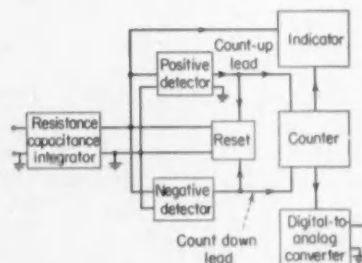 Count-up
lead
Indicator
Positive
detector
Resistance
capacitance
integrator
Reset
Counter
Negative
detector
Count down
lead
Digital-to-
analog
converter